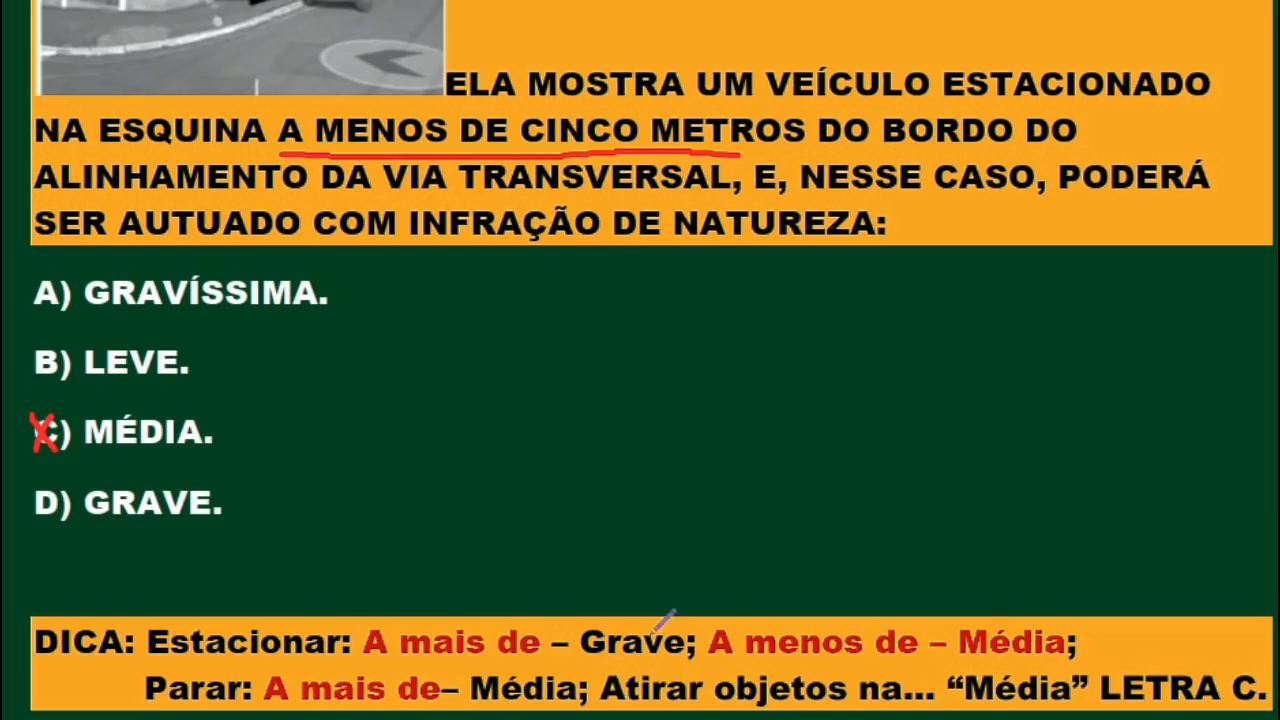 ELA MOSTRA UM VEÍCULO ESTACIONADO
NA ESQUINA A MENOS DE CINCO METROS DO BORDO DO
ALINHAMENTO DA VIA TRANSVERSAL, E, NESSE CASO, PODERÁ
SER AUTUADO COM INFRAÇÃO DE NATUREZA:
A) GRAVÍSSIMA.
B) LEVE.
C) MÉDIA.
D) GRAVE.
DICA: Estacionar: A mais de – Grave; A menos de – Média;
Parar: A mais de– Média; Atirar objetos na... “Média” LETRA C.